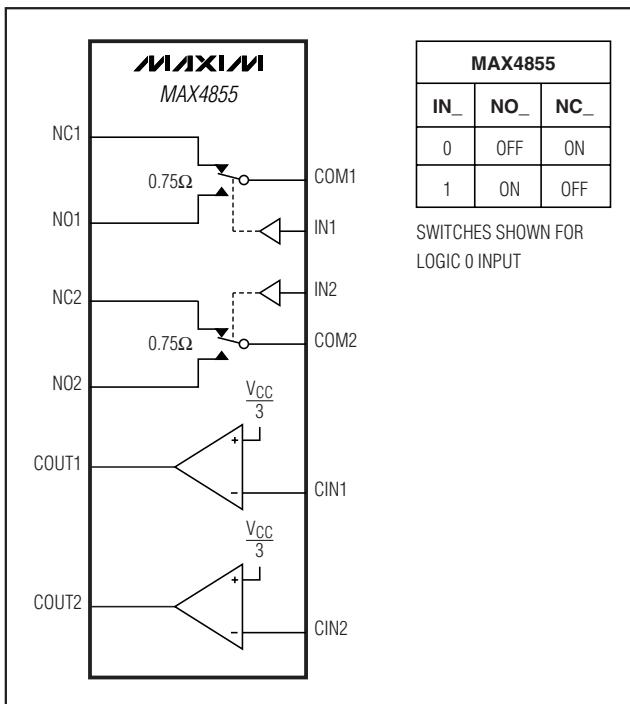 MAXIM
MAX4855
NC1
0.75Ω
COM1
NO1
IN1
NC2
IN2
0.75Ω
COM2
NO2
VCC
3
+
COUT1
-
CIN1
VCC
3
+
COUT2
-
CIN2
MAX4855
IN_ NO_ NC_
0 OFF ON
1 ON OFF
SWITCHES SHOWN FOR
LOGIC 0 INPUT